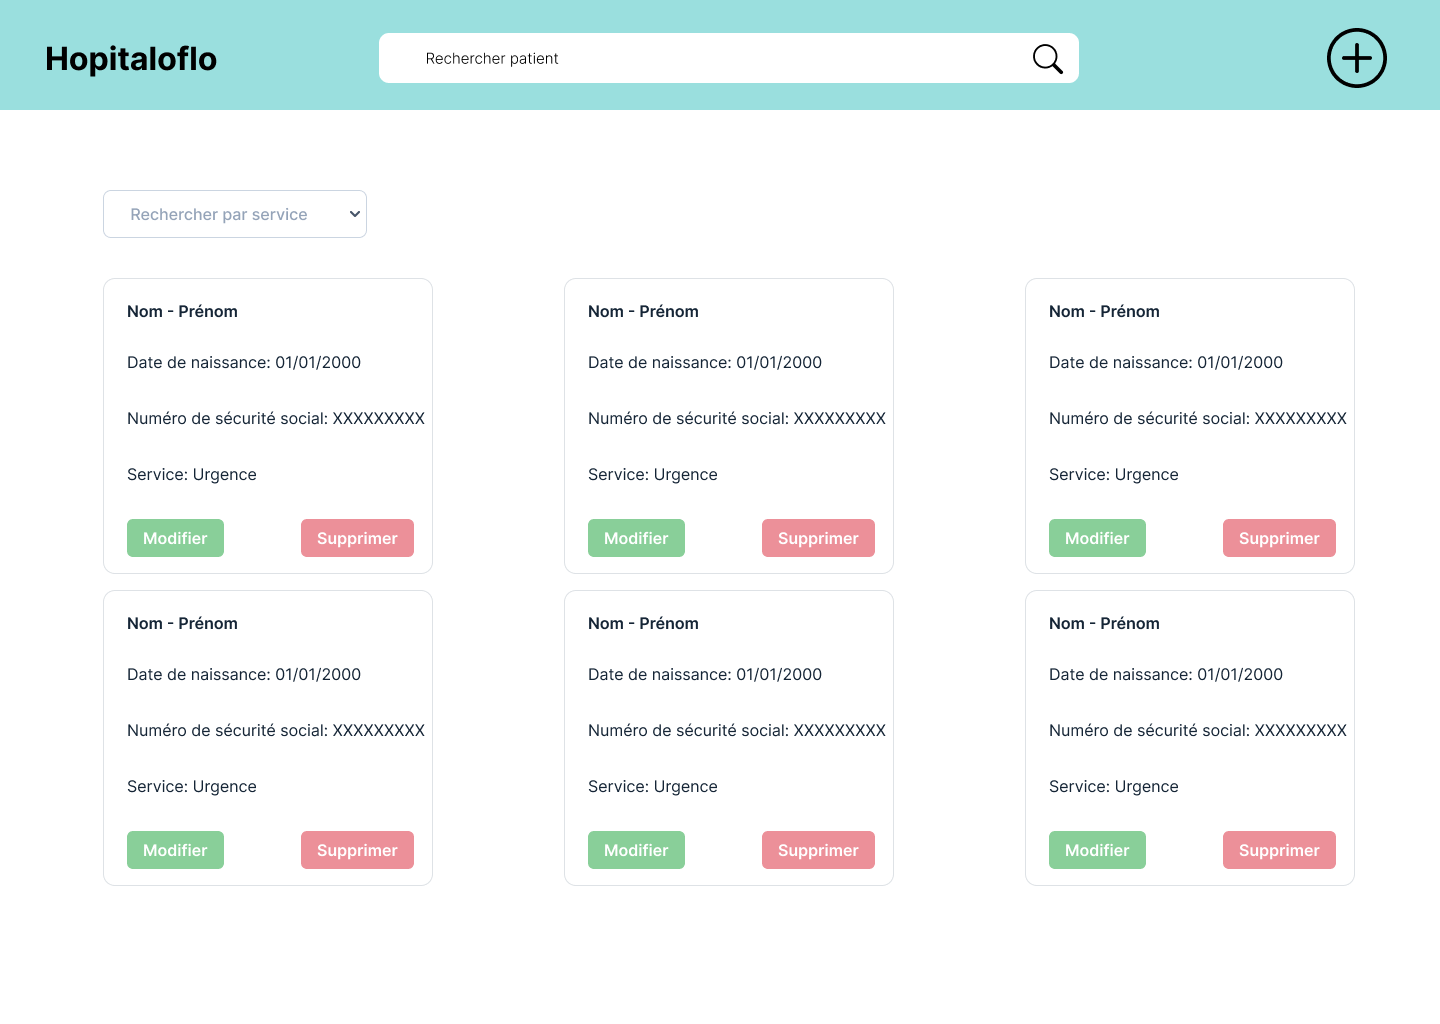 Hopitaloflo
Rechercher patient
Rechercher par service
Nom - Prénom
Date de naissance: 01/01/2000
Numéro de sécurité social: XXXXXXXXX
Service: Urgence
Modifier
Supprimer
Nom - Prénom
Date de naissance: 01/01/2000
Numéro de sécurité social: XXXXXXXXX
Service: Urgence
Modifier
Supprimer
Nom - Prénom
Date de naissance: 01/01/2000
Numéro de sécurité social: XXXXXXXXX
Service: Urgence
Modifier
Supprimer
Nom - Prénom
Date de naissance: 01/01/2000
Numéro de sécurité social: XXXXXXXXX
Service: Urgence
Modifier
Supprimer
Nom - Prénom
Date de naissance: 01/01/2000
Numéro de sécurité social: XXXXXXXXX
Service: Urgence
Modifier
Supprimer
Nom - Prénom
Date de naissance: 01/01/2000
Numéro de sécurité social: XXXXXXXXX
Service: Urgence
Modifier
Supprimer